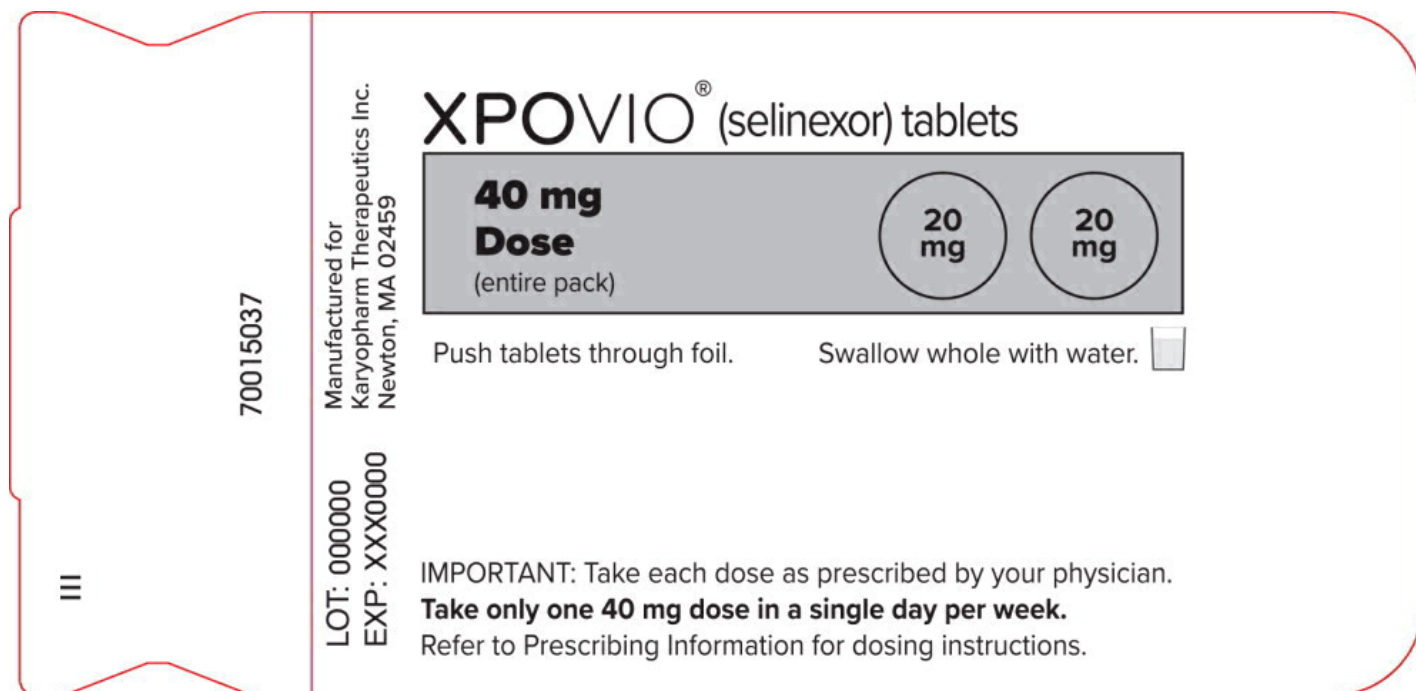 XPOVIO® (selinexor) tablets
40 mg
Dose
(entire pack)
20
mg
20
mg
Push tablets through foil.
Swallow whole with water.
IMPORTANT: Take each dose as prescribed by your physician.
Take only one 40 mg dose in a single day per week.
Refer to Prescribing Information for dosing instructions.
Manufactured for
Karyopharm Therapeutics Inc.
Newton, MA 02459
LOT: 000000
EXP: XXX0000
70015037